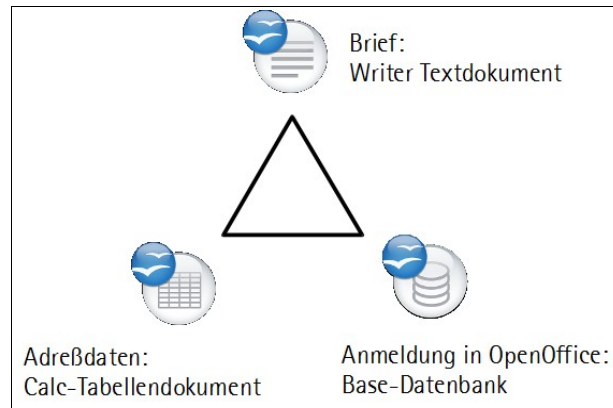 Brief:
Writer Textdokument
Adreßdaten:
Calc-Tabellendokument
Anmeldung in OpenOffice:
Base-Datenbank